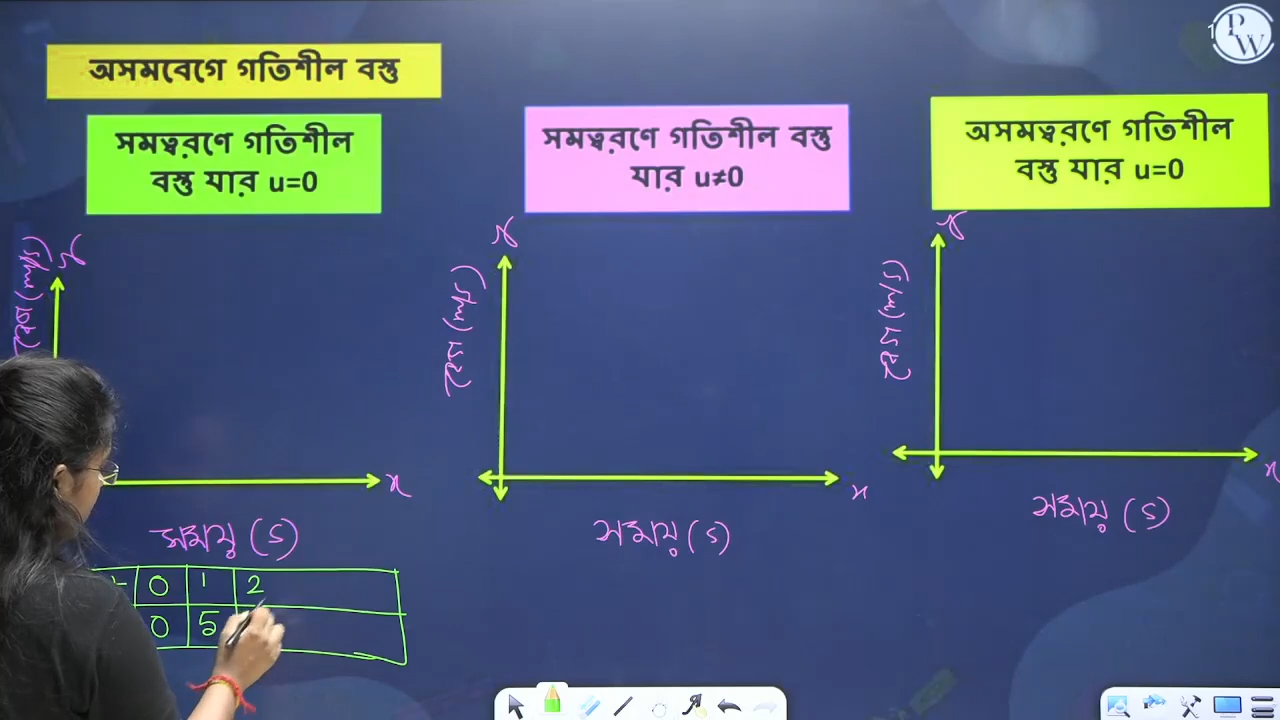 PW
অসমবেগে গতিশীল বস্তু
সমত্বরণে গতিশীল
বস্তু যার u=0
সমত্বরণে গতিশীল বস্তু
যার u≠0
অসমত্বরণে গতিশীল
বস্তু যার u=0
y
বেগ (m/s)
x
সময় (s)
y
বেগ (m/s)
x
সময় (s)
y
বেগ (m/s)
x
সময় (s)
0 1 2
0 5